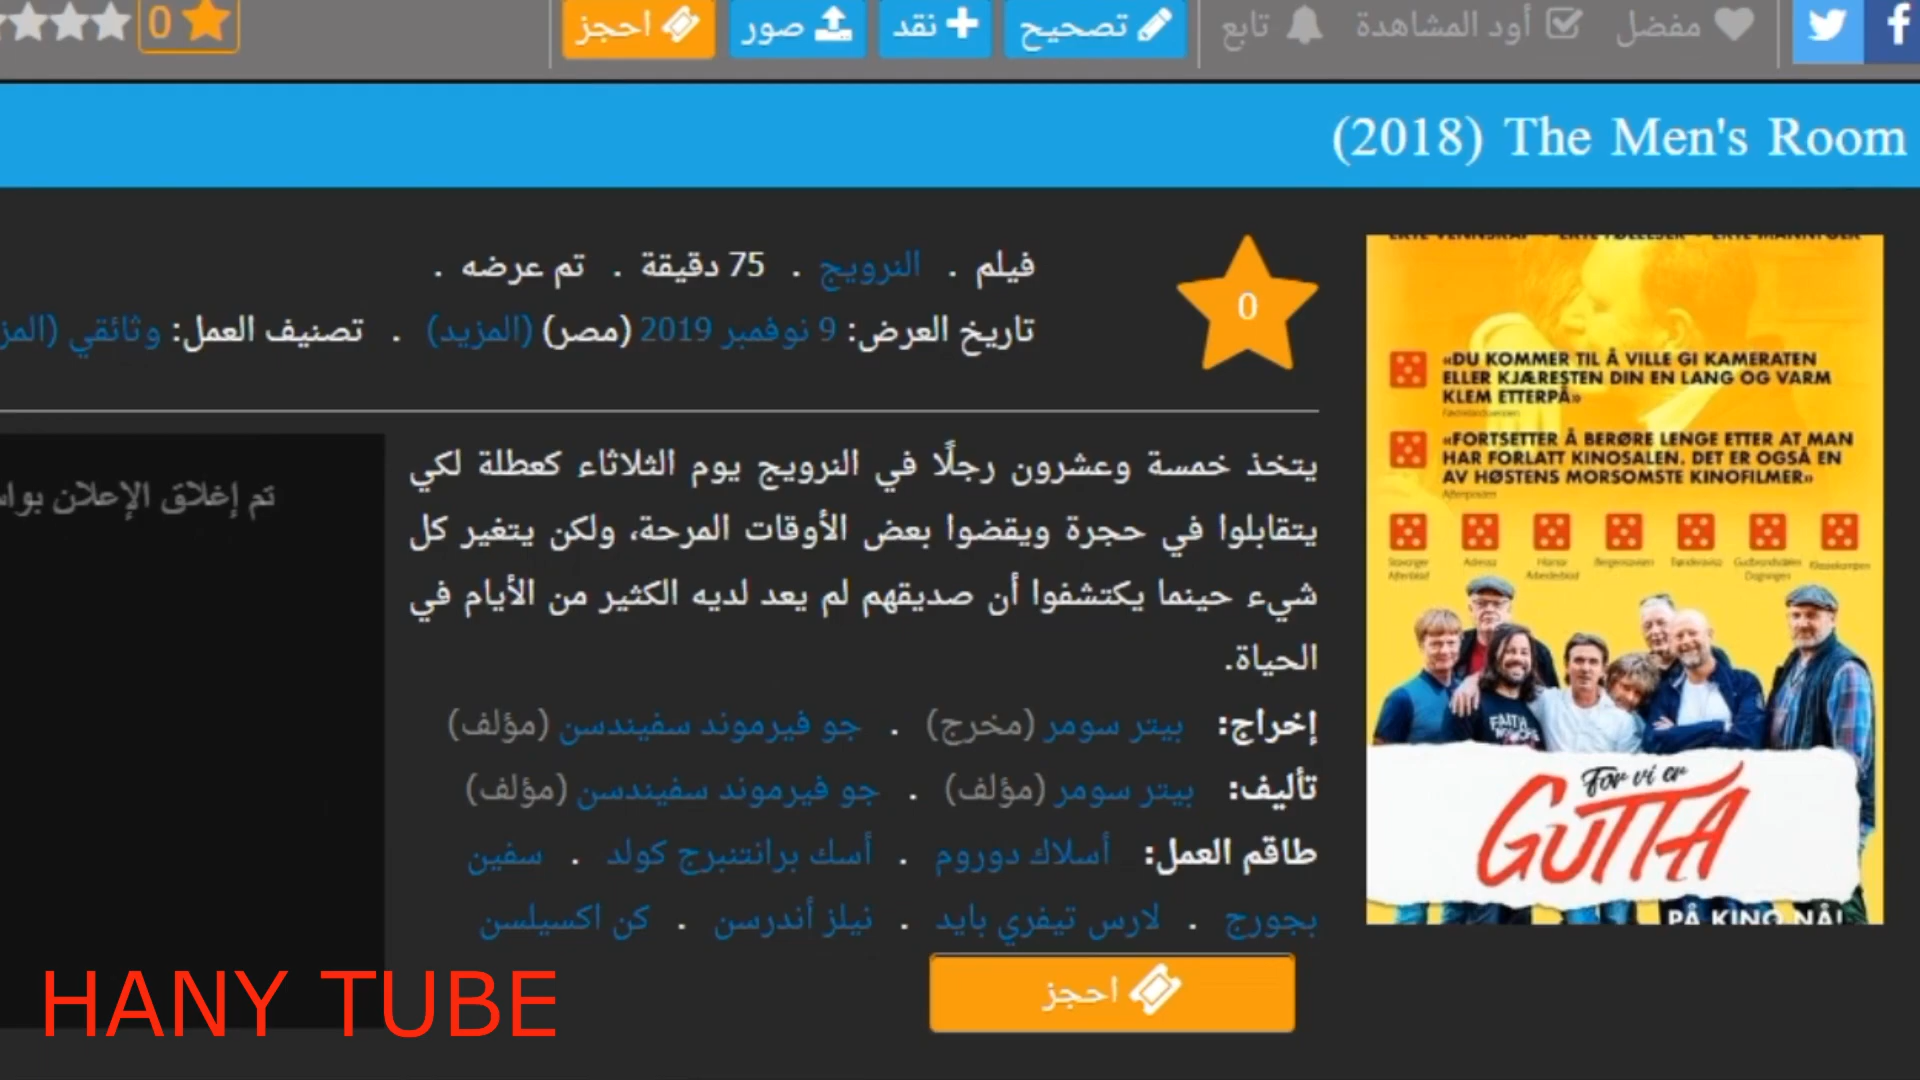 مفضل أود المشاهدة تابع تصحيح نقد صور احجز 0
(2018) The Men's Room
فيلم . النرويج . 75 دقيقة . تم عرضه .
تاريخ العرض: 9 نوفمبر 2019 (مصر) (المزيد) . تصنيف العمل: وثائقي
0
يتخذ خمسة وعشرون رجلًا في النرويج يوم الثلاثاء كعطلة لكي
يتقابلوا في حجرة ويقضوا بعض الأوقات المرحة، ولكن يتغير كل
شيء حينما يكتشفوا أن صديقهم لم يعد لديه الكثير من الأيام في
الحياة.
إخراج: بيتر سومر (مخرج) . جو فيرموند سفيندسن (مؤلف)
تأليف: بيتر سومر (مؤلف) . جو فيرموند سفيندسن (مؤلف)
طاقم العمل: أسلاك دوروم . أسك برانتنبرج كولد . سفين
بجورج . لارس تيفري بايد . نيلز أندرسن . كن اكسيلسن
احجز
تم إغلاق الإعلان
«DU KOMMER TIL Å VILLE GI KAMERATEN
ELLER KJÆRESTEN DIN EN LANG OG VARM
KLEM ETTERPÅ»
«FORTSETTER Å BERØRE LENGE ETTER AT MAN
HAR FORLATT KINOSALEN. DET ER OGSÅ EN
AV HØSTENS MORSOMSTE KINOFILMER»
Aftenposten
For vi er
GUTTA
PÅ KINO NÅ!
HANY TUBE